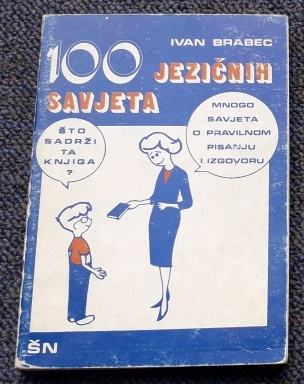 IVAN BRABEC
100 JEZIČNIH
SAVJETA
ŠTO
SADRŽI
TA
KNJIGA
?
MNOGO
SAVJETA
O PRAVILNOM
PISANJU
I IZGOVORU
ŠN